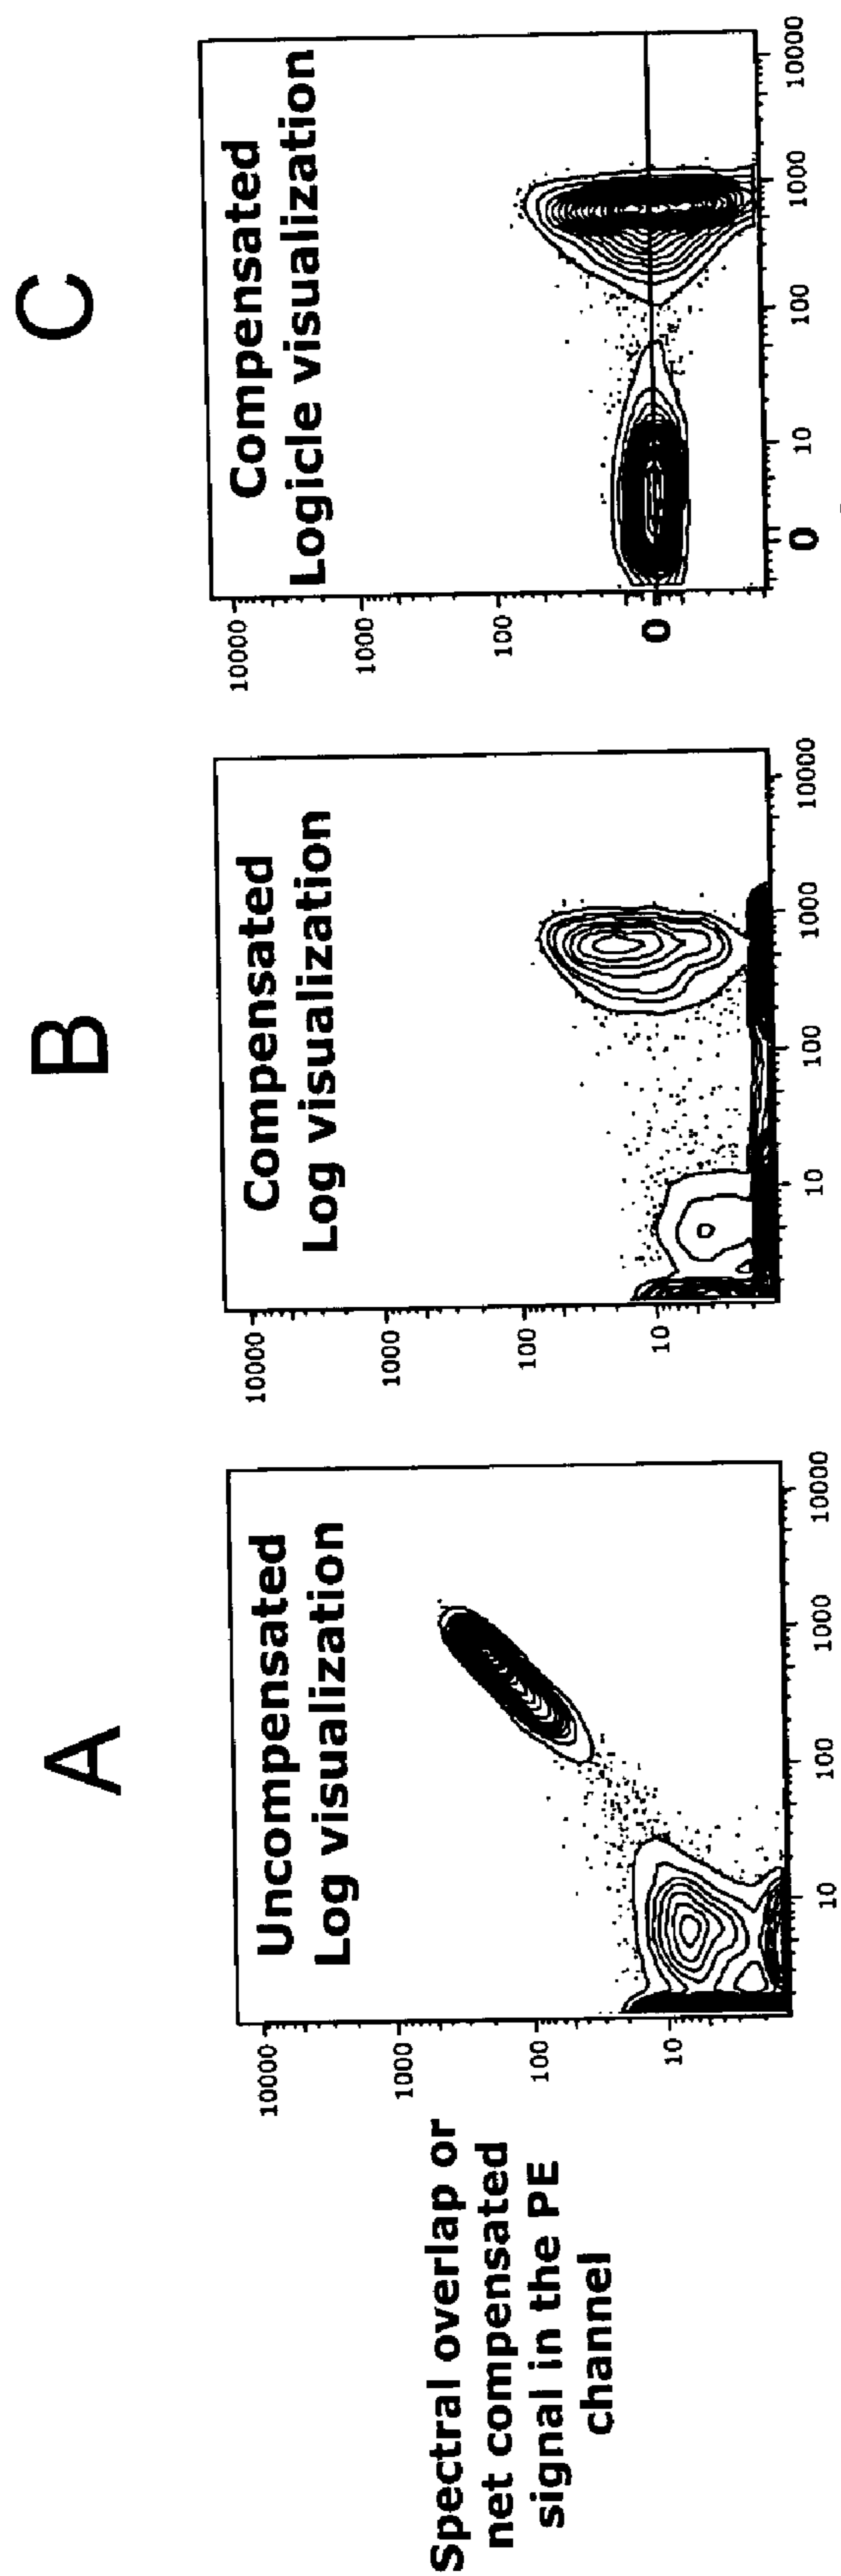 A
B
C
Uncompensated
Log visualization
10000
1000
100
10
10
100
1000
10000
Compensated
Log visualization
10000
1000
100
10
10
100
1000
10000
Compensated
Logicle visualization
10000
1000
100
0
0
10
100
1000
10000
Spectral overlap or
net compensated
signal in the PE
channel